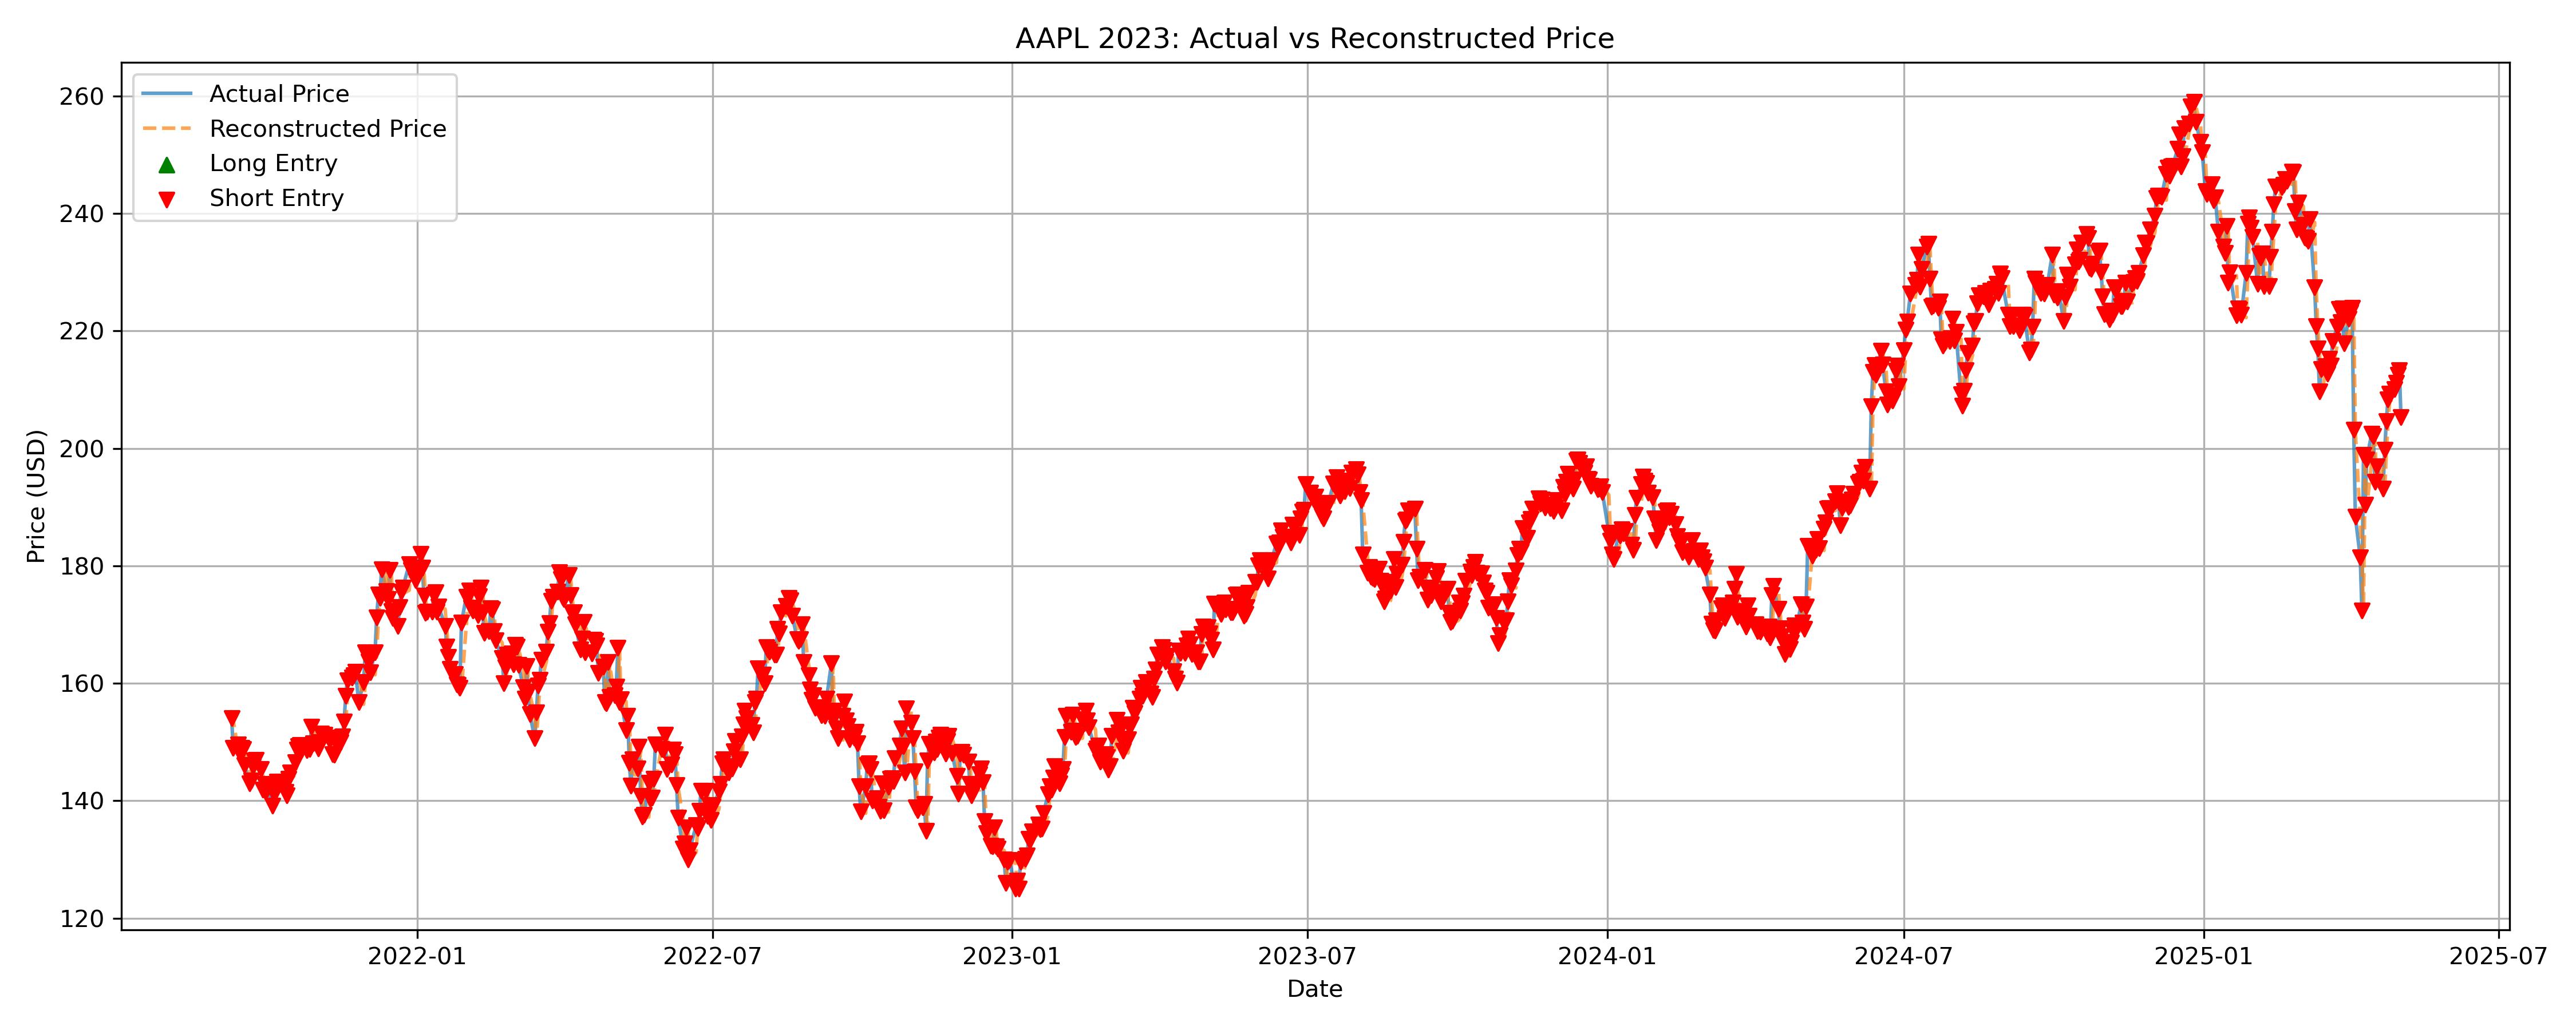 AAPL 2023: Actual vs Reconstructed Price
Actual Price
Reconstructed Price
Long Entry
Short Entry
260
240
220
200
180
160
140
120
Price (USD)
2022-01
2022-07
2023-01
2023-07
2024-01
2024-07
2025-01
2025-07
Date